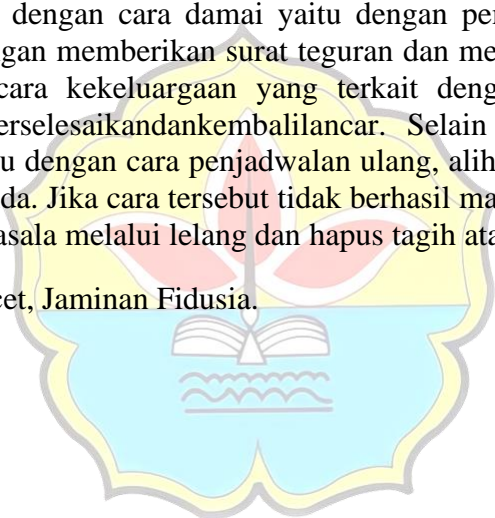 dengan cara damai yaitu dengan per
gan memberikan surat teguran dan me
cara kekeluargaan yang terkait deng
erselesaikandankembalilancar. Selain
u dengan cara penjadwalan ulang, alih
da. Jika cara tersebut tidak berhasil ma
asala melalui lelang dan hapus tagih ata
cet, Jaminan Fidusia.